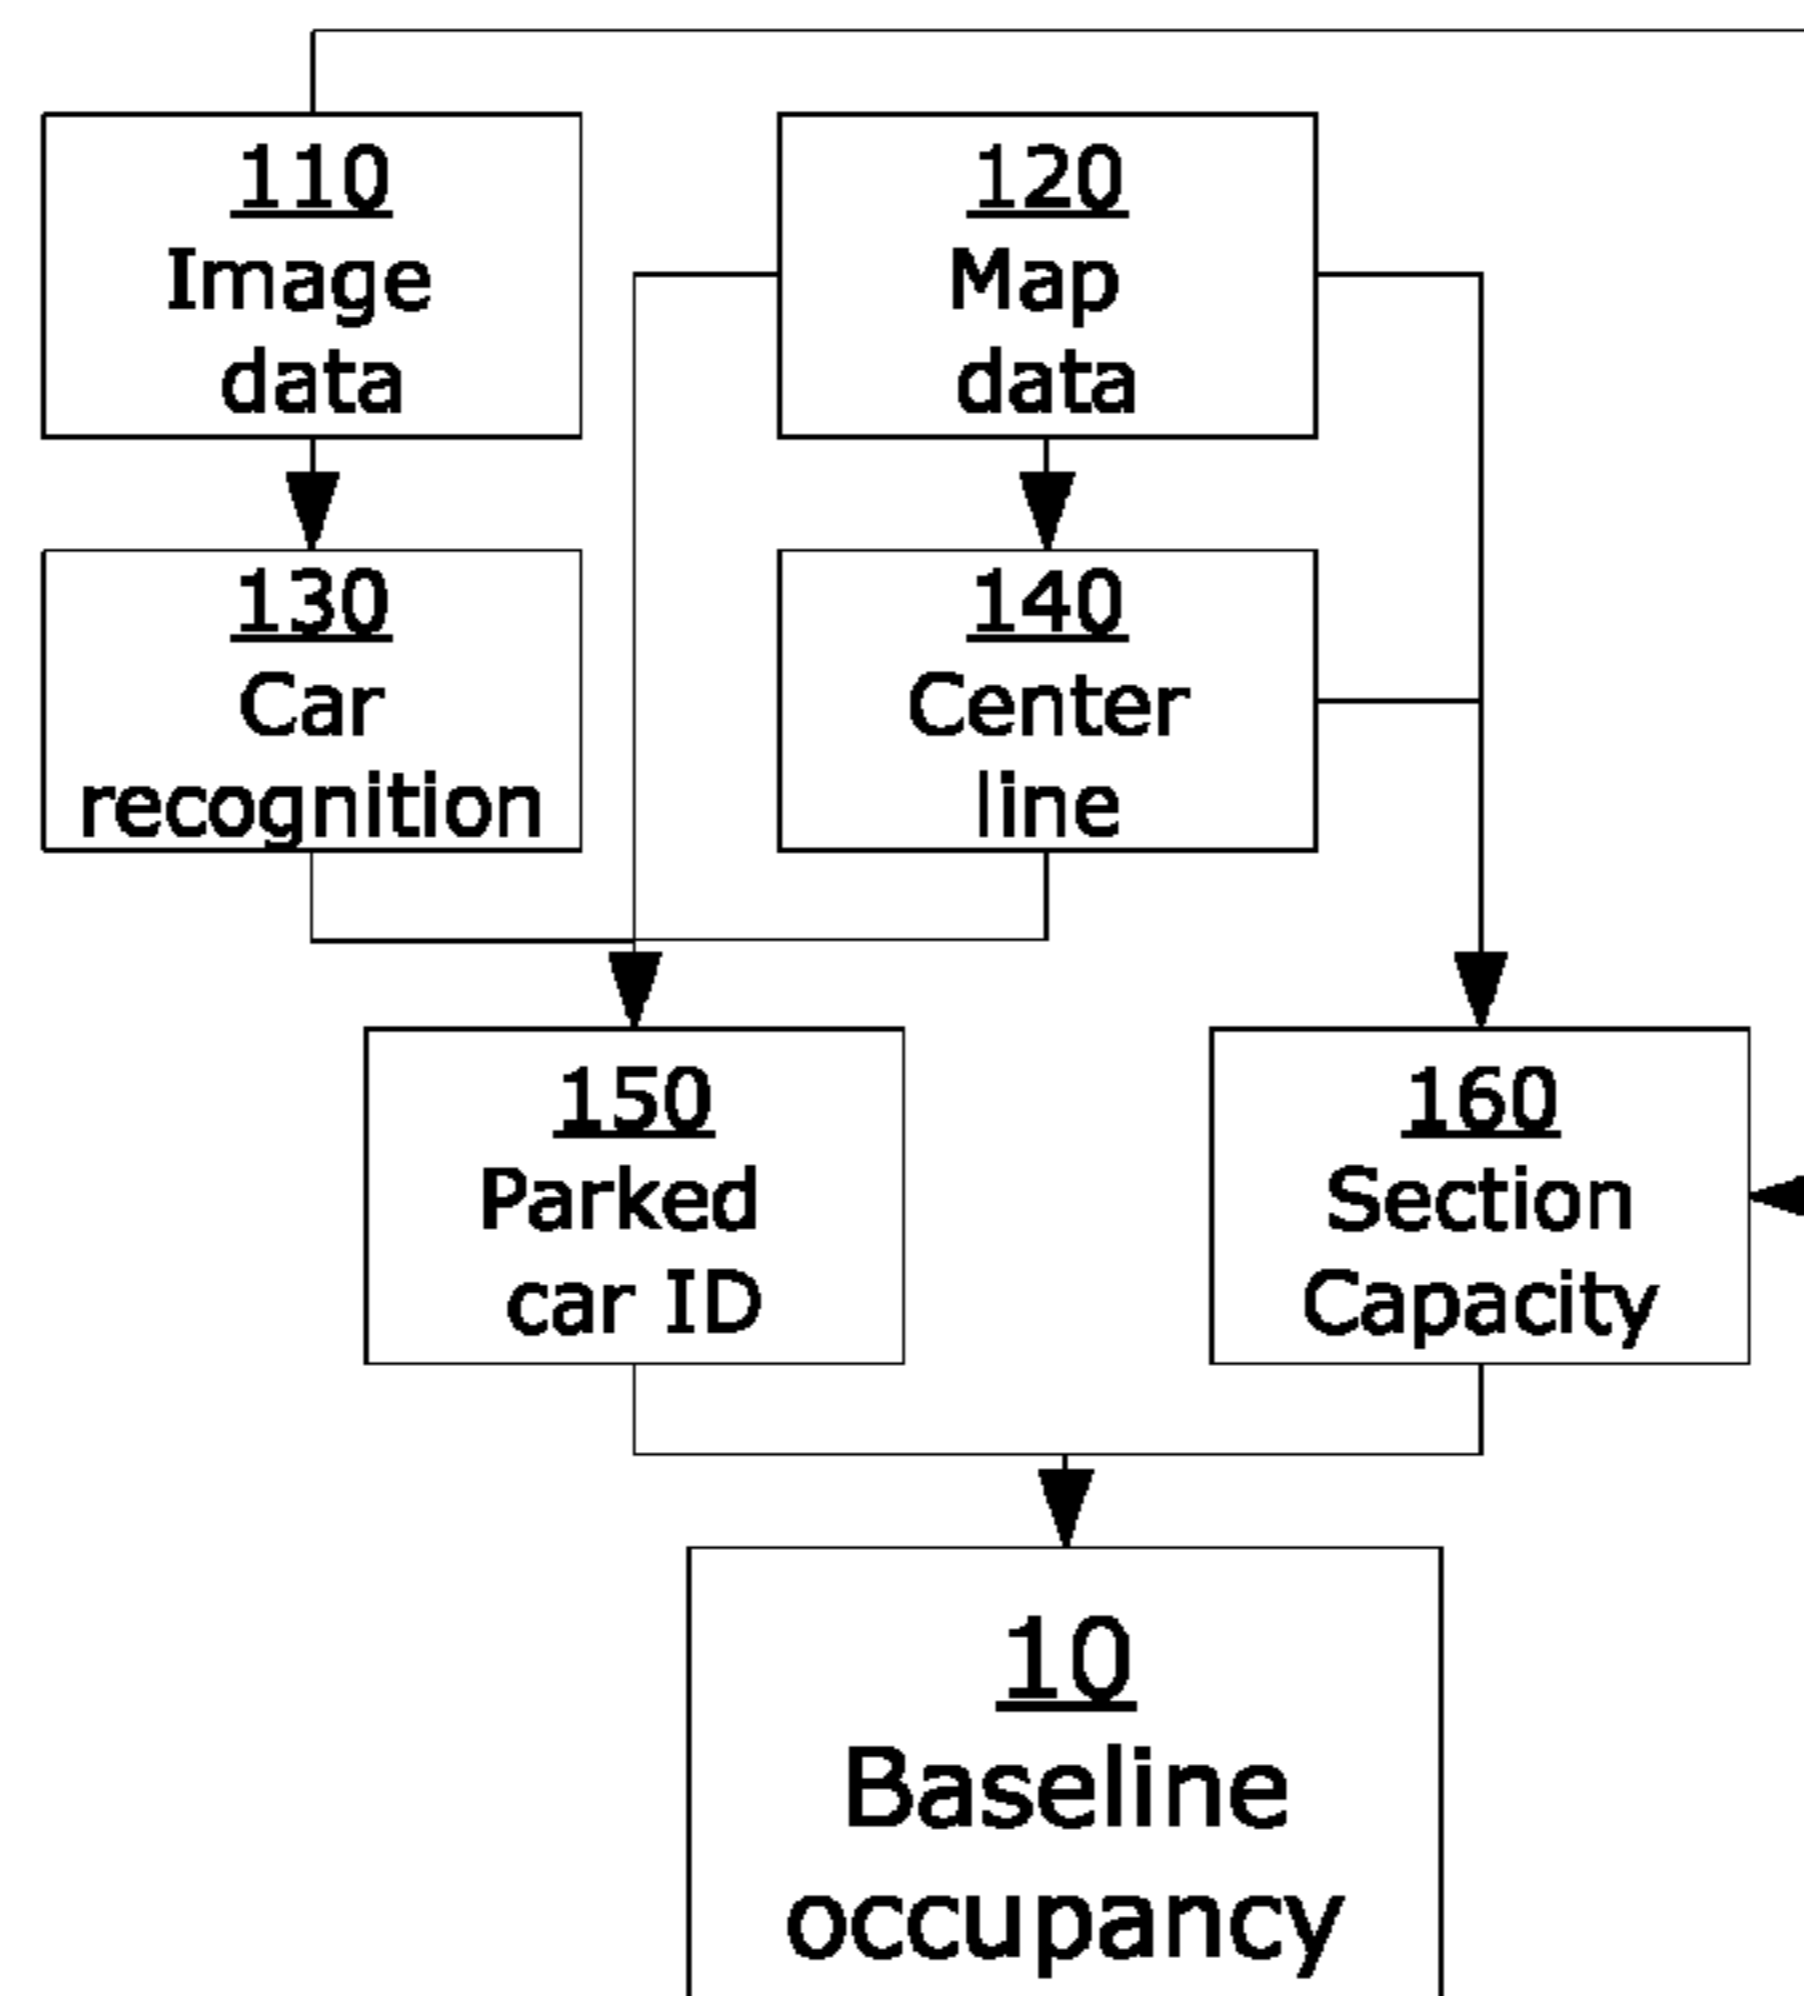 110
Image
data
120
Map
data
130
Car
recognition
140
Center
line
150
Parked
car ID
160
Section
Capacity
10
Baseline
occupancy